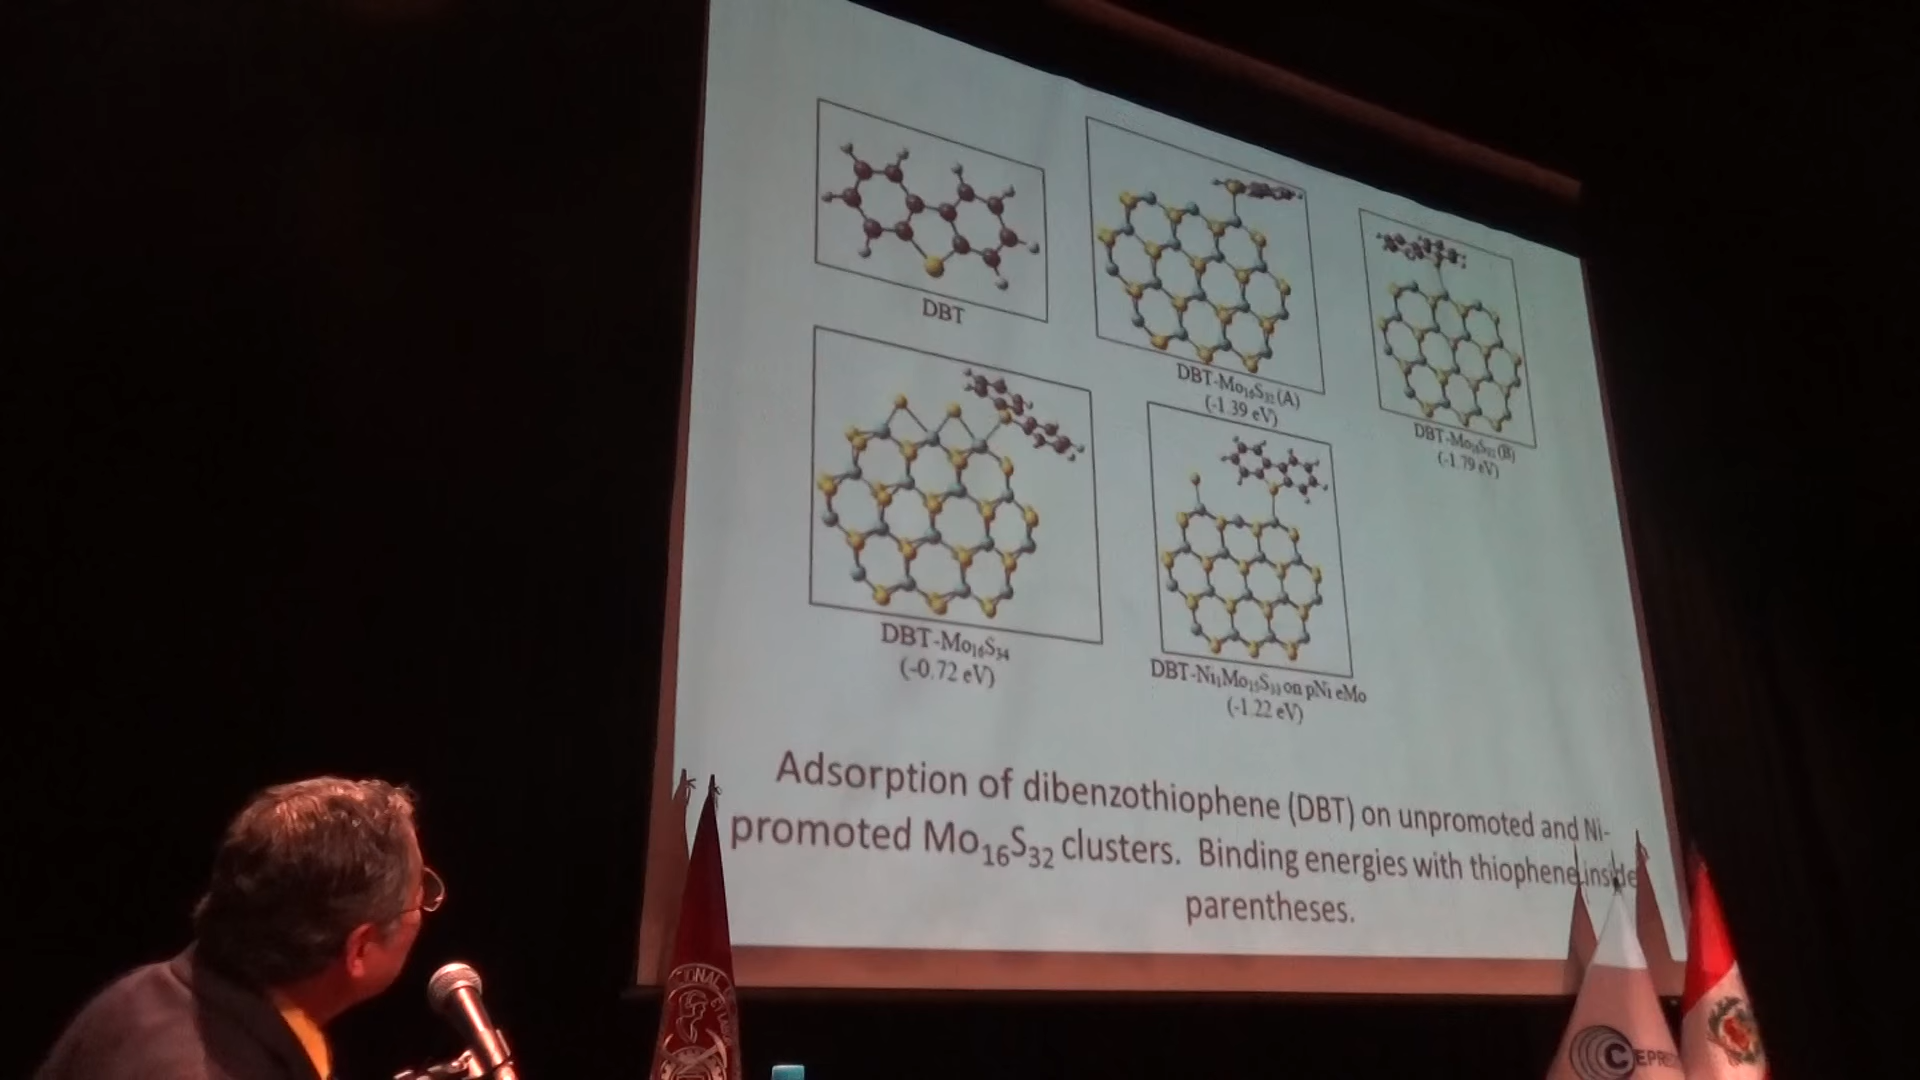 DBT
DBT-Mo₁₆S₃₂(A)
(-1.39 eV)
DBT-Mo₁₆S₃₂(B)
(-1.79 eV)
DBT-Mo₁₆S₃₄
(-0.72 eV)
DBT-Ni₁Mo₁₅S₃₃ on pNi eMo
(-1.22 eV)
Adsorption of dibenzothiophene (DBT) on unpromoted and Ni-
promoted Mo₁₆S₃₂ clusters. Binding energies with thiophene inside
parentheses.